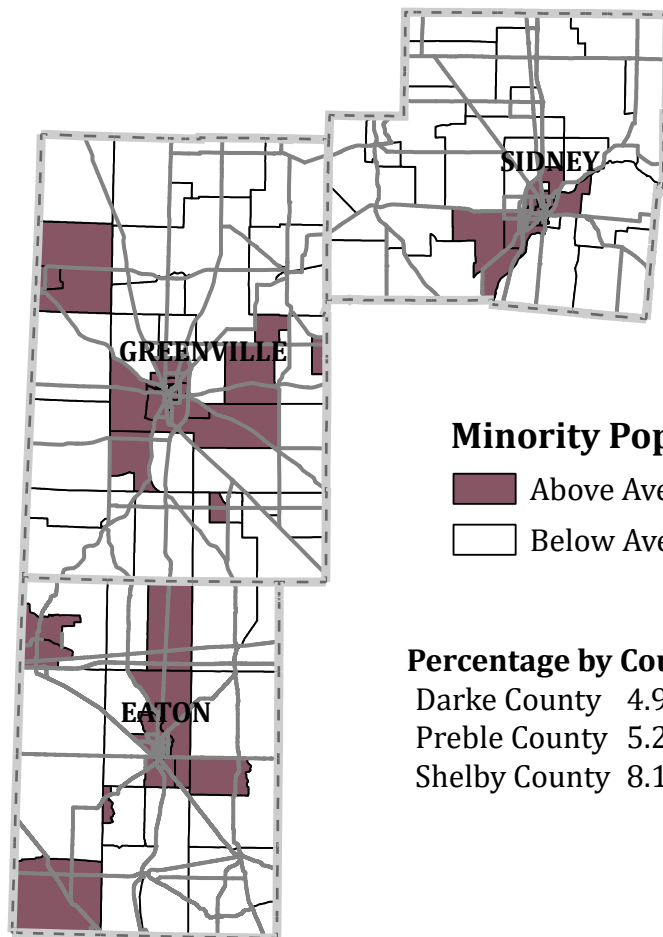 SIDNEY
GREENVILLE
Minority Pop
Above Ave
Below Ave
Percentage by Cou
Darke County 4.9
Preble County 5.2
Shelby County 8.1
EATON